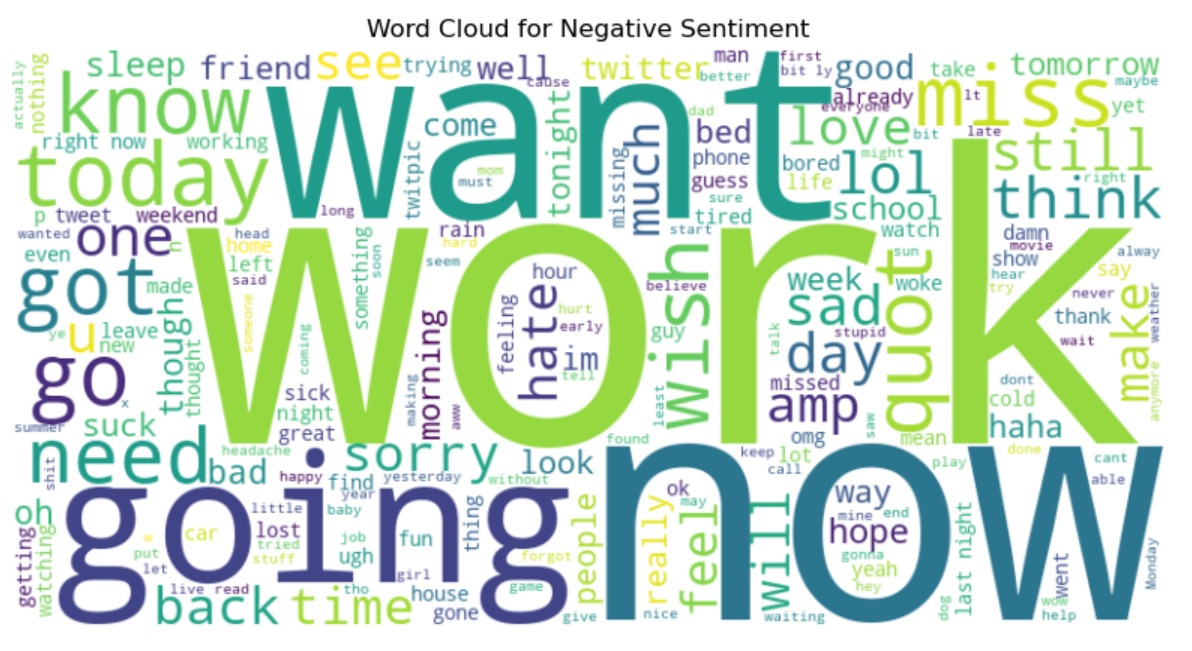 Word Cloud for Negative Sentiment
actually
nothing
sleep
friend
see
trying
well
cause
twitter
man
better
first
bit ly
good
take
tomorrow
maybe
know
want
dad
already
everyone
lt
miss
yet
right now
working
come
tonight
bed
love
bit
late
still
today
twitpic
mom
must
missing
much
phone
guess
sure
bored
life
lol
might
right
think
p
tweet
weekend
long
tired
school
wanted
one
n
head
home
rain
hard
start
watch
damn
movie
even
left
said
something
soon
seem
work
sun
show
hear
try
alway
say
got
made
hour
believe
week
woke
never
thank
weather
ye
u
leave
new
though
thought
someone
coming
morning
feeling
hate
hurt
early
im
tell
wish
guy
talk
sad
stupid
quot
wait
make
go
x
day
sick
night
great
making
aww
least
missed
amp
saw
dont
cold
anymore
summer
suck
omg
haha
need
headache
sorry
found
mean
done
shit
bad
happy
find
yesterday
without
look
keep
lot
call
play
cant
able
oh
going
little
year
baby
now
ok
may
way
mine
end
getting
watching
w
car
lost
tried
stuff
job
ugh
fun
thing
people
really
feel
will
hope
last night
put
let
forgot
gonna
yeah
hey
went
Monday
live read
tho
girl
game
back
time
house
gone
give
nice
waiting
dog
wow
help